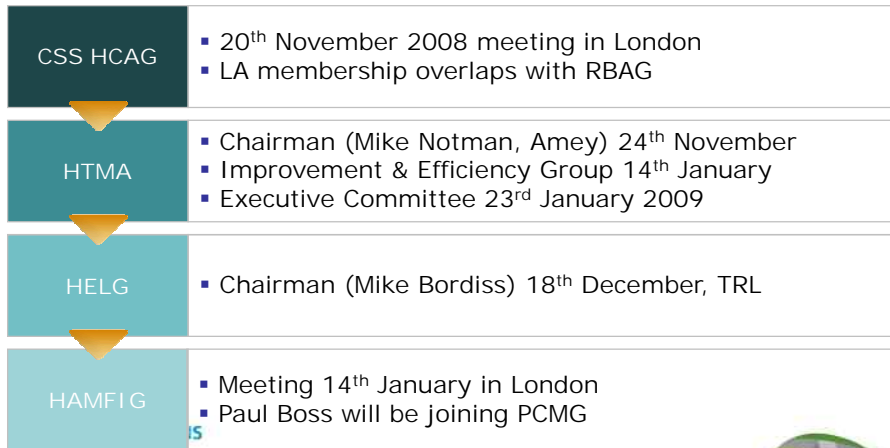 CSS HCAG
▪ 20th November 2008 meeting in London
▪ LA membership overlaps with RBAG
HTMA
▪ Chairman (Mike Notman, Amey) 24th November
▪ Improvement & Efficiency Group 14th January
▪ Executive Committee 23rd January 2009
HELG
▪ Chairman (Mike Bordiss) 18th December, TRL
HAMFIG
▪ Meeting 14th January in London
▪ Paul Boss will be joining PCMG